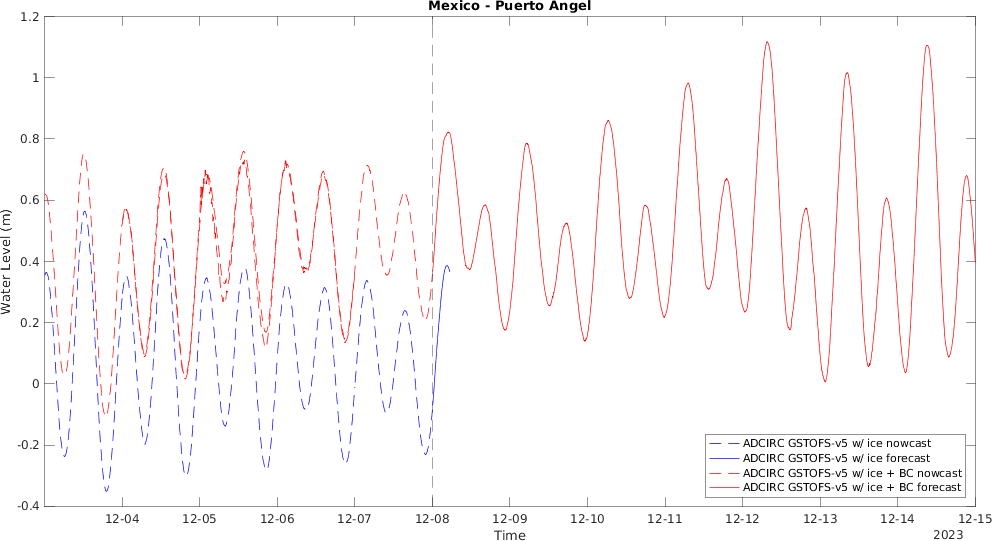 Mexico - Puerto Angel
1.2
1
0.8
0.6
0.4
0.2
0
-0.2
-0.4
Water Level (m)
12-04 12-05 12-06 12-07 12-08 12-09 12-10 12-11 12-12 12-13 12-14 12-15
Time
2023
ADCIRC GSTOFS-v5 w/ ice nowcast
ADCIRC GSTOFS-v5 w/ ice forecast
ADCIRC GSTOFS-v5 w/ ice + BC nowcast
ADCIRC GSTOFS-v5 w/ ice + BC forecast